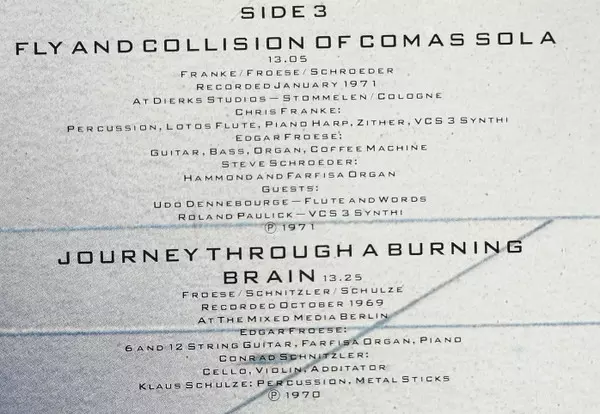 SIDE 3
FLY AND COLLISION OF COMAS SOLA
13.05
FRANKE/FROESE/SCHROEDER
RECORDED JANUARY 1971
AT DIERKS STUDIOS – STOMMELEN/COLOGNE
CHRIS FRANKE:
PERCUSSION, LOTOS FLUTE, PIANO HARP, ZITHER, VCS 3 SYNTHI
EDGAR FROESE:
GUITAR, BASS, ORGAN, COFFEE MACHINE
STEVE SCHROEDER:
HAMMOND AND FARFISA ORGAN
GUESTS:
UDO DENNEBOURGE – FLUTE AND WORDS
ROLAND PAULICK – VCS 3 SYNTHI
℗ 1971
JOURNEY THROUGH A BURNING
BRAIN 13.25
FROESE/SCHNITZLER/SCHULZE
RECORDED OCTOBER 1969
AT THE MIXED MEDIA BERLIN
EDGAR FROESE:
6 AND 12 STRING GUITAR, FARFISA ORGAN, PIANO
CONRAD SCHNITZLER:
CELLO, VIOLIN, ADDITATOR
KLAUS SCHULZE: PERCUSSION, METAL STICKS
℗ 1970